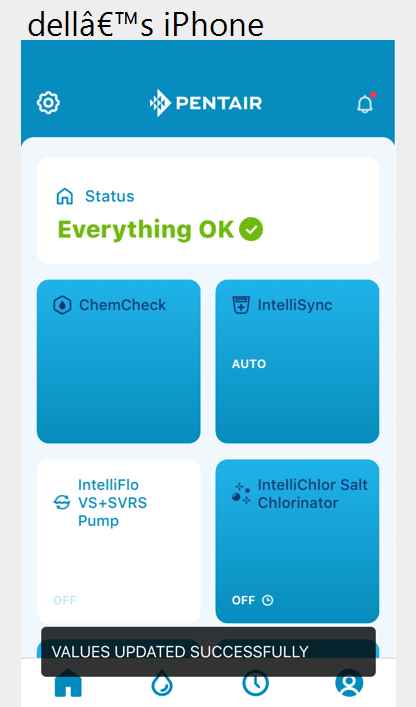 dellâ€™s iPhone
PENTAIR
Status
Everything OK
ChemCheck
IntelliSync
AUTO
IntelliFlo
VS+SVRS
Pump
OFF
IntelliChlor Salt
Chlorinator
OFF
VALUES UPDATED SUCCESSFULLY